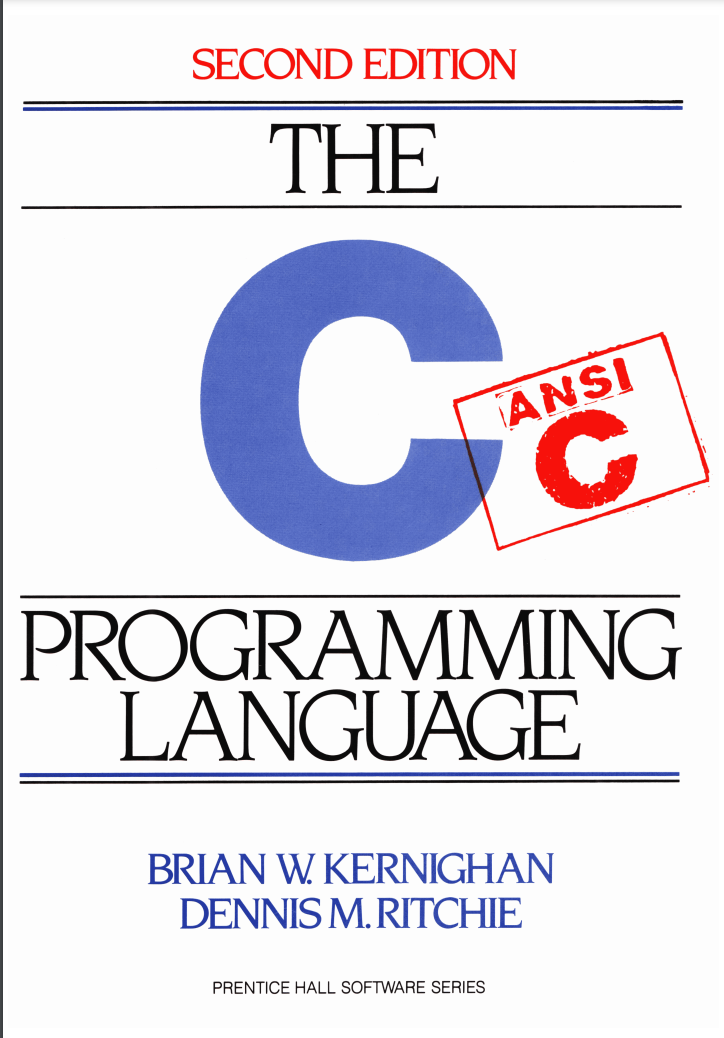 SECOND EDITION
THE
C
ANSI
C
PROGRAMMING
LANGUAGE
BRIAN W. KERNIGHAN
DENNIS M. RITCHIE
PRENTICE HALL SOFTWARE SERIES